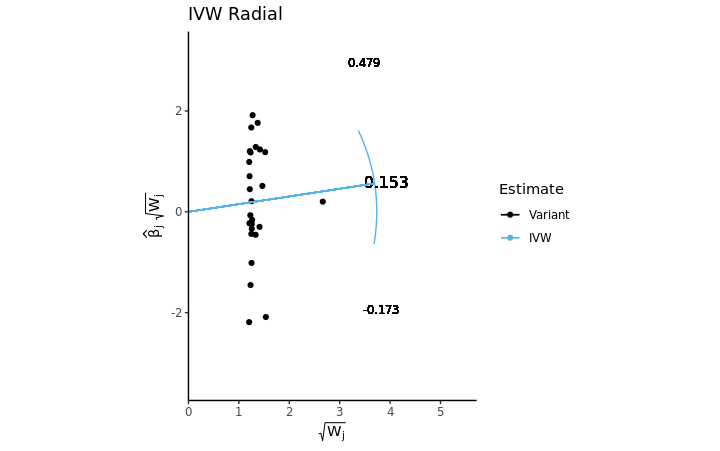 IVW Radial
0.479
2
0.153
Estimate
Variant
β̂j √Wj
0
IVW
-0.173
-2
0 1 2 3 4 5
√Wj